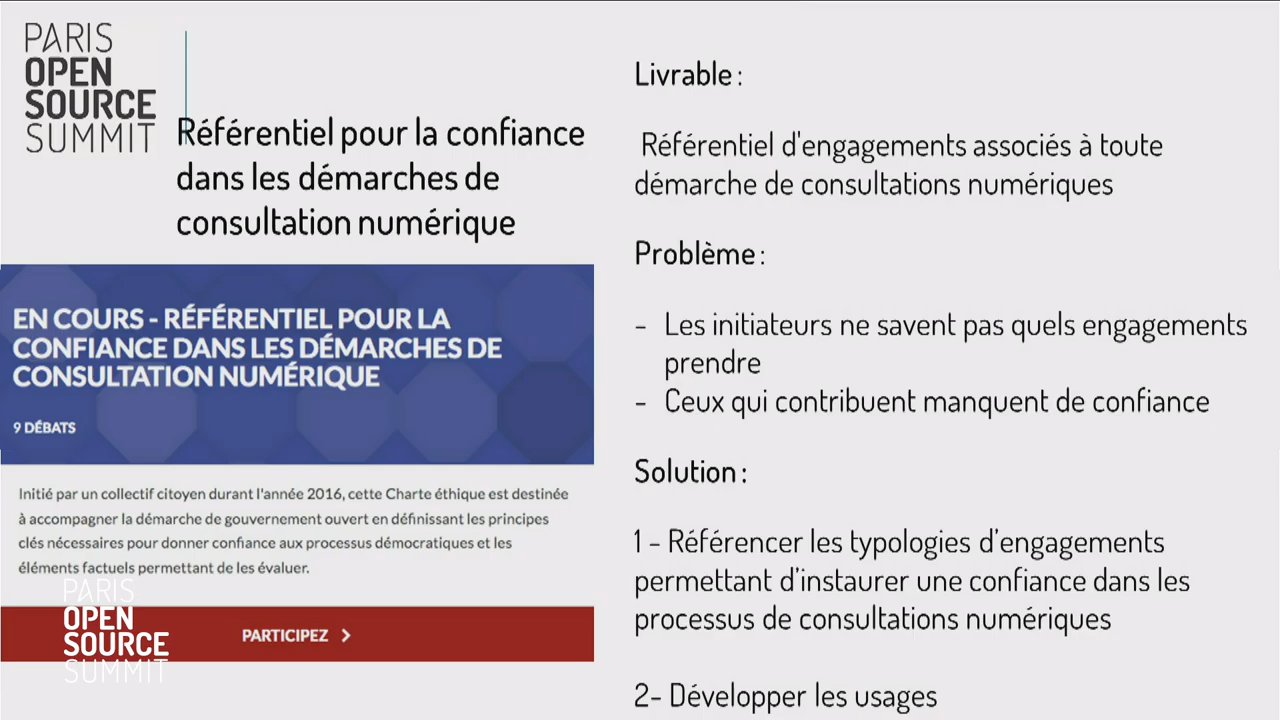 PARIS
OPEN
SOURCE
SUMMIT
Référentiel pour la confiance
dans les démarches de
consultation numérique
EN COURS - RÉFÉRENTIEL POUR LA
CONFIANCE DANS LES DÉMARCHES DE
CONSULTATION NUMÉRIQUE
9 DÉBATS
Initié par un collectif citoyen durant l'année 2016, cette Charte éthique est destinée
à accompagner la démarche de gouvernement ouvert en définissant les principes
clés nécessaires pour donner confiance aux processus démocratiques et les
éléments factuels permettant de les évaluer.
PARTICIPEZ >
PARIS
OPEN
SOURCE
SUMMIT
Livrable :
Référentiel d'engagements associés à toute
démarche de consultations numériques
Problème :
- Les initiateurs ne savent pas quels engagements
prendre
- Ceux qui contribuent manquent de confiance
Solution :
1 - Référencer les typologies d’engagements
permettant d’instaurer une confiance dans les
processus de consultations numériques
2- Développer les usages